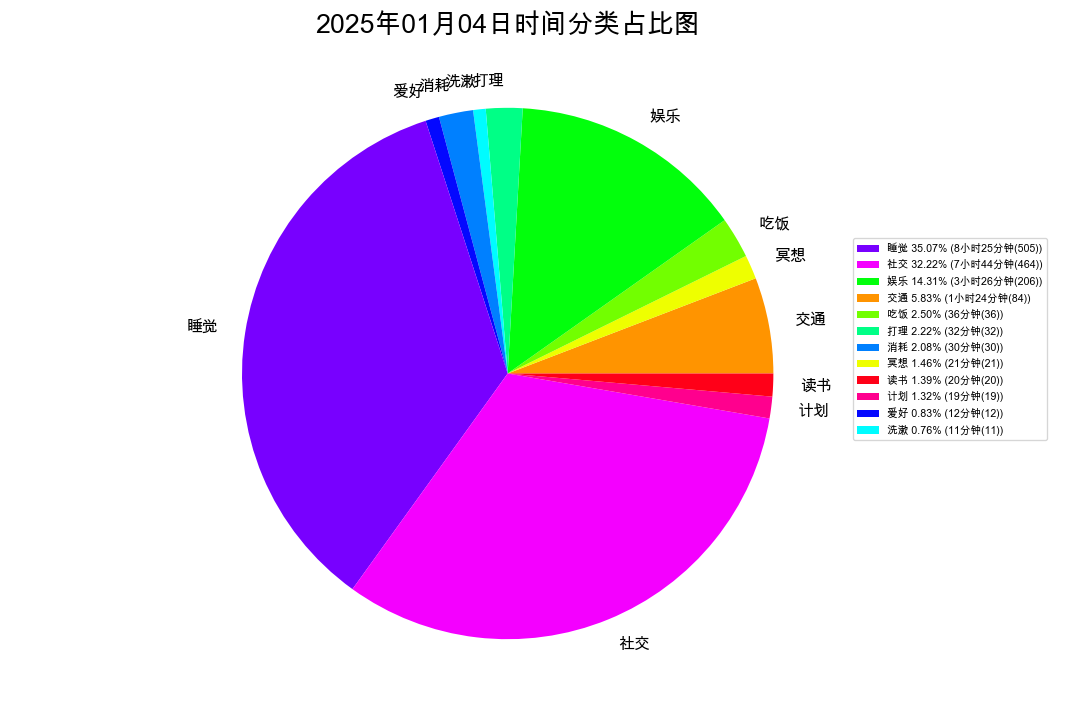 2025年01月04日时间分类占比图
打理
洗漱
消耗
爱好
娱乐
吃饭
冥想
交通
睡觉
读书
计划
社交
睡觉 35.07% (8小时25分钟(505))
社交 32.22% (7小时44分钟(464))
娱乐 14.31% (3小时26分钟(206))
交通 5.83% (1小时24分钟(84))
吃饭 2.50% (36分钟(36))
打理 2.22% (32分钟(32))
消耗 2.08% (30分钟(30))
冥想 1.46% (21分钟(21))
读书 1.39% (20分钟(20))
计划 1.32% (19分钟(19))
爱好 0.83% (12分钟(12))
洗漱 0.76% (11分钟(11))